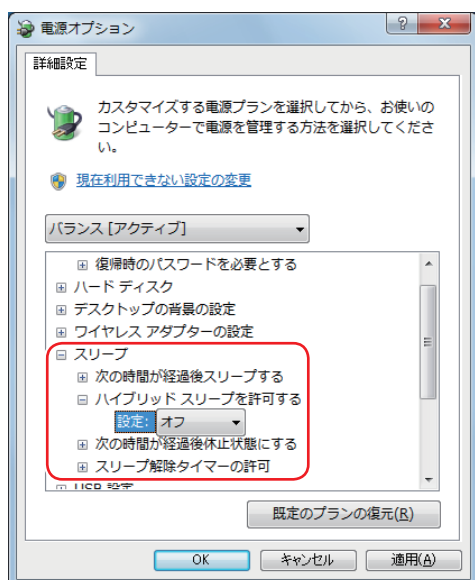 電源オプション
詳細設定
カスタマイズする電源プランを選択してから、お使いの
コンピューターで電源を管理する方法を選択してくださ
い。
現在利用できない設定の変更
バランス [アクティブ]
復帰時のパスワードを必要とする
ハード ディスク
デスクトップの背景の設定
ワイヤレス アダプターの設定
スリープ
次の時間が経過後スリープする
ハイブリッド スリープを許可する
設定: オフ
次の時間が経過後休止状態にする
スリープ解除タイマーの許可
USB 設定
既定のプランの復元(R)
OK キャンセル 適用(A)